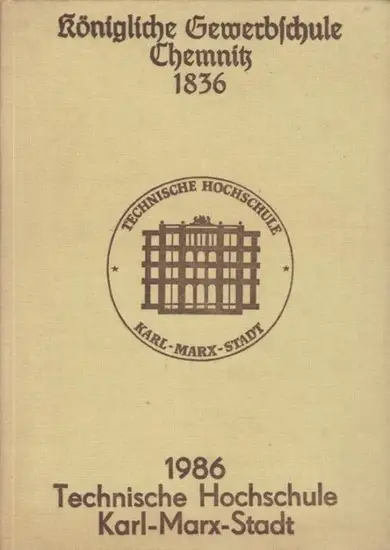 Königliche Gewerbſchule
Chemnitz
1836
TECHNISCHE HOCHSCHULE
KARL-MARX-STADT
1986
Technische Hochschule
Karl-Marx-Stadt